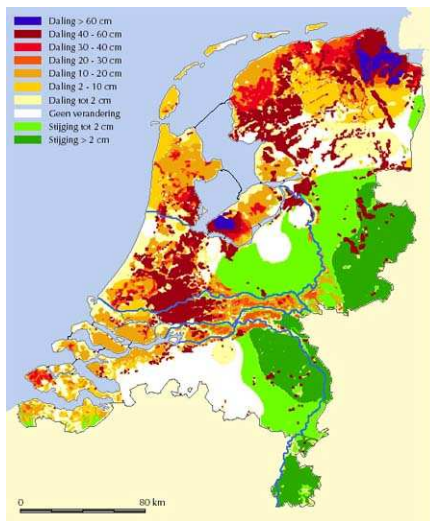 Daling > 60 cm
Daling 40 - 60 cm
Daling 30 - 40 cm
Daling 20 - 30 cm
Daling 10 - 20 cm
Daling 2 - 10 cm
Daling tot 2 cm
Geen verandering
Stijging tot 2 cm
Stijging > 2 cm
0 80 km